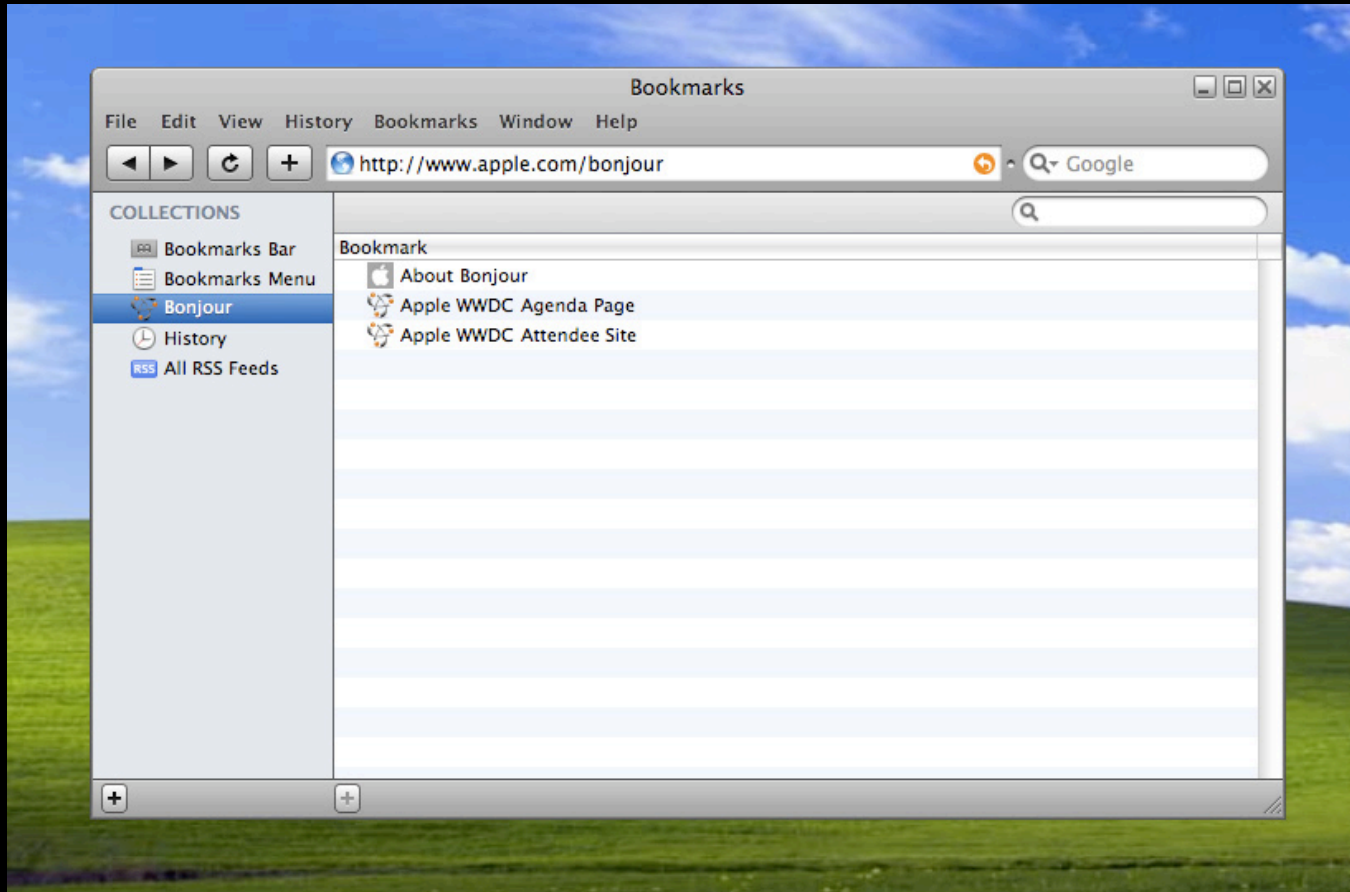 Bookmarks
File Edit View History Bookmarks Window Help
http://www.apple.com/bonjour Google
COLLECTIONS
Bookmarks Bar
Bookmarks Menu
Bonjour
History
RSS All RSS Feeds
Bookmark
About Bonjour
Apple WWDC Agenda Page
Apple WWDC Attendee Site